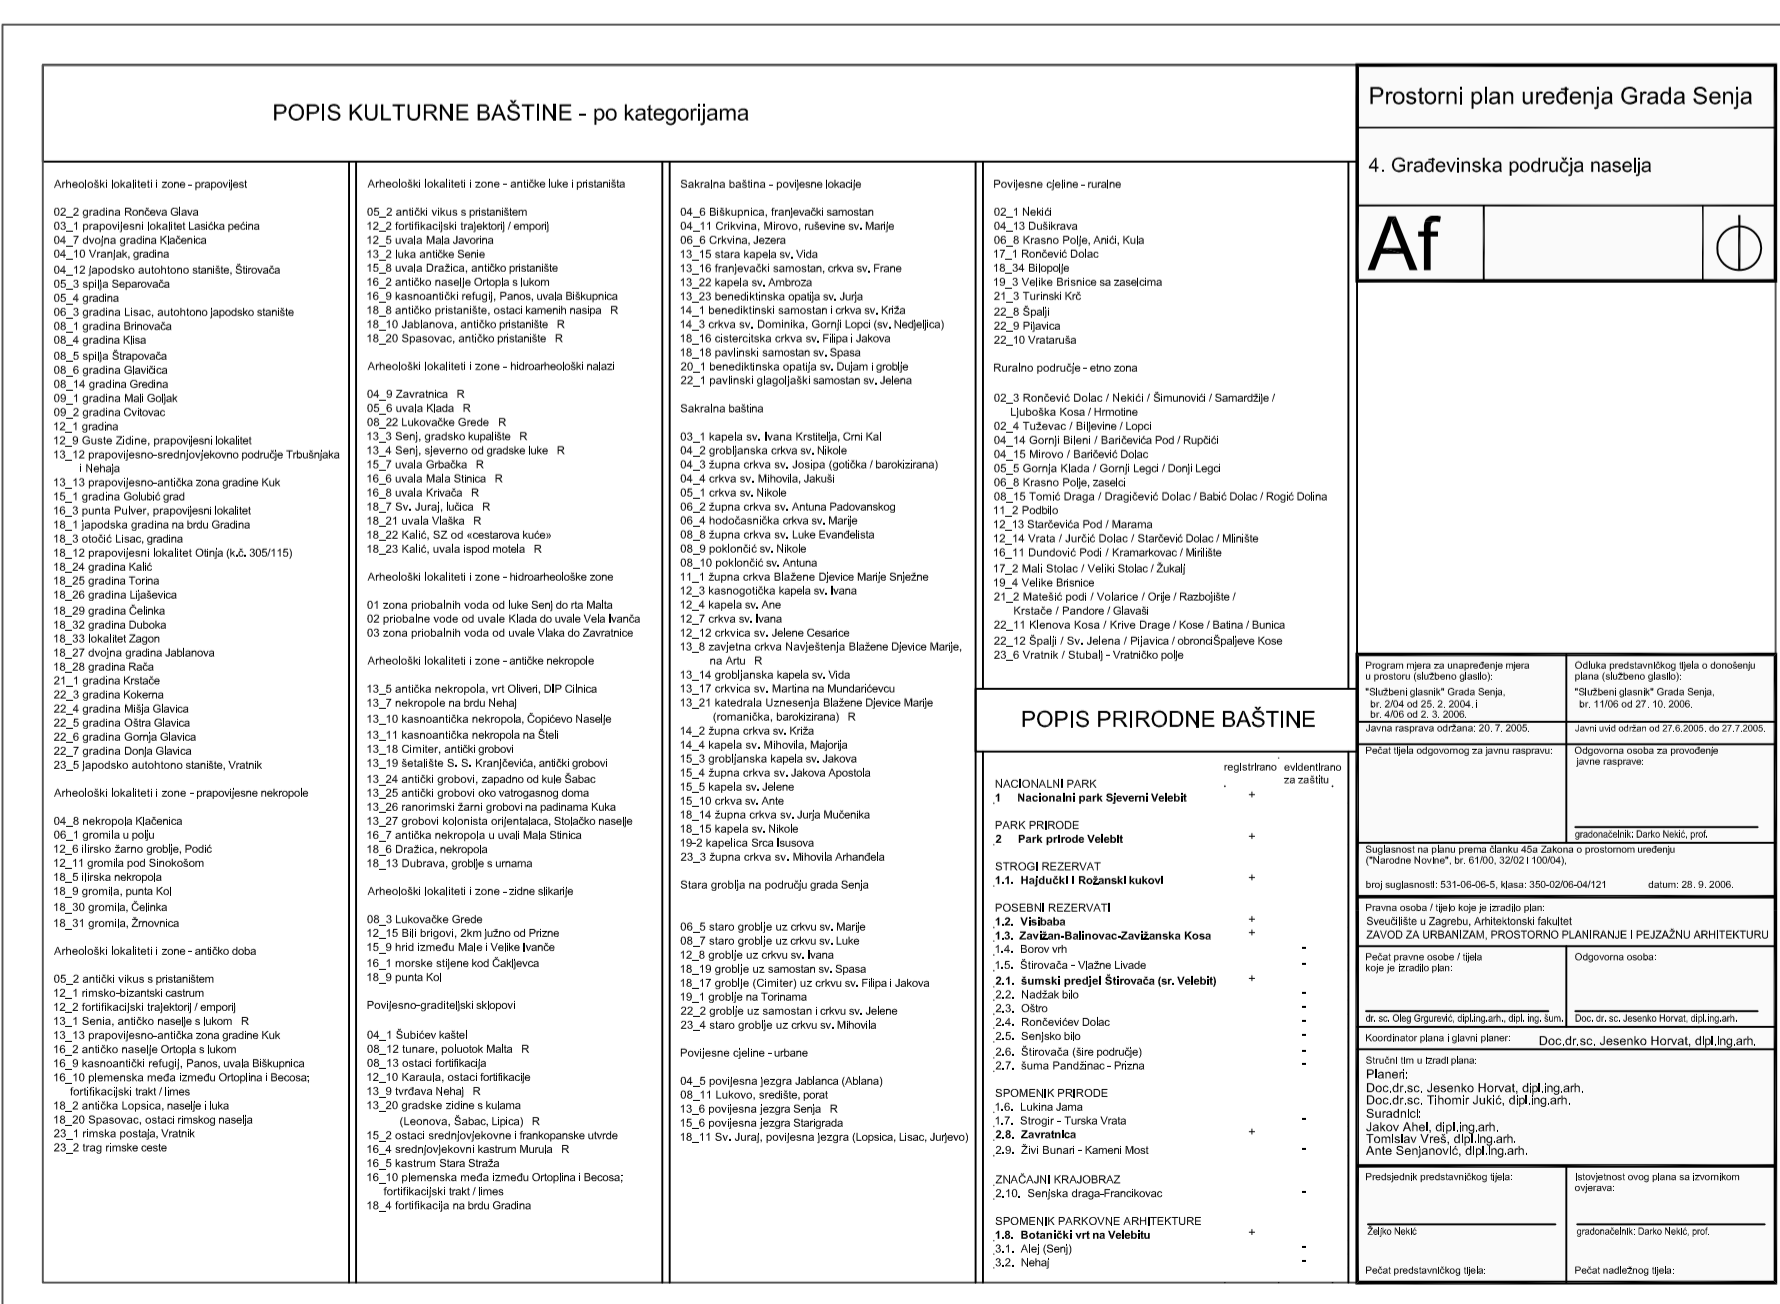 POPIS KULTURNE BAŠTINE - po kategorijama
Arheološki lokaliteti i zone - prapovijest
02_2 gradina Rončeva Glava
03_1 prapovijesni lokalitet Lasička pećina
04_7 dvojna gradina Klačenica
04_10 Vranjak, gradina
04_12 japodsko autohtono stanište, Štirovača
05_3 spilja Separovača
05_4 gradina
06_3 gradina Lisac, autohtono japodsko stanište
08_1 gradina Brinovača
08_4 gradina Klisa
08_5 spilja Štrapovača
08_6 gradina Glavičica
08_14 gradina Gredina
09_1 gradina Mali Goljak
09_2 gradina Cvitovac
12_1 gradina
12_9 Guste Zidine, prapovijesni lokalitet
13_12 prapovijesno-srednjovjekovno područje Trbušnjaka
i Nehaja
13_13 prapovijesno-antička zona gradine Kuk
15_1 gradina Golubić grad
16_3 punta Pulver, prapovijesni lokalitet
18_1 japodska gradina na brdu Gradina
18_3 otočić Lisac, gradina
18_12 prapovijesni lokalitet Otinja (k.č. 305/115)
18_24 gradina Kalić
18_25 gradina Torina
18_26 gradina Lijaševica
18_29 gradina Čelinka
18_32 gradina Duboka
18_33 lokalitet Zagon
18_27 dvojna gradina Jablanova
18_28 gradina Rača
21_1 gradina Krstače
22_3 gradina Kokerna
22_4 gradina Mišja Glavica
22_5 gradina Oštra Glavica
22_6 gradina Gornja Glavica
22_7 gradina Donja Glavica
23_5 japodsko autohtono stanište, Vratnik
Arheološki lokaliteti i zone - prapovijesne nekropole
04_8 nekropola Klačenica
06_1 gromila u polju
12_6 ilirsko žarno groblje, Podić
12_11 gromila pod Sinokošom
18_5 ilirska nekropola
18_9 gromila, punta Kol
18_30 gromila, Čelinka
18_31 gromila, Žrnovnica
Arheološki lokaliteti i zone - antičko doba
05_2 antički vikus s pristaništem
12_1 rimsko-bizantski castrum
12_2 fortifikacijski trajektorij / emporij
13_1 Senia, antičko naselje s lukom R
13_13 prapovijesno-antička zona gradine Kuk
16_2 antičko naselje Ortopla s lukom
16_9 kasnoantički refugij, Panos, uvala Biškupnica
16_10 plemenska međa između Ortoplina i Becosa;
fortifikacijski trakt / limes
18_2 antička Lopsica, naselje i luka
18_20 Spasovac, ostaci rimskog naselja
23_1 rimska postaja, Vratnik
23_2 trag rimske ceste
Arheološki lokaliteti i zone - antičke luke i pristaništa
05_2 antički vikus s pristaništem
12_2 fortifikacijski trajektorij / emporij
12_5 uvala Mala Javorina
13_2 luka antičke Senie
15_8 uvala Dražica, antičko pristanište
16_2 antičko naselje Ortopla s lukom
16_9 kasnoantički refugij, Panos, uvala Biškupnica
18_8 antičko pristanište, ostaci kamenih nasipa R
18_10 Jablanova, antičko pristanište R
18_20 Spasovac, antičko pristanište R
Arheološki lokaliteti i zone - hidroarheološki nalazi
04_9 Zavratnica R
05_6 uvala Klada R
08_22 Lukovačke Grede R
13_3 Senj, gradsko kupalište R
13_4 Senj, sjeverno od gradske luke R
15_7 uvala Grbačka R
16_6 uvala Mala Stinica R
16_8 uvala Krivača R
18_7 Sv. Juraj, lučica R
18_21 uvala Vlaška R
18_22 Kalić, SZ od «cestarova kuće»
18_23 Kalić, uvala ispod motela R
Arheološki lokaliteti i zone - hidroarheološke zone
01 zona priobalnih voda od luke Senj do rta Malta
02 priobalne vode od uvale Klada do uvale Vela Ivanča
03 zona priobalnih voda od uvale Vlaka do Zavratnice
Arheološki lokaliteti i zone - antičke nekropole
13_5 antička nekropola, vrt Oliveri, DIP Cilnica
13_7 nekropole na brdu Nehaj
13_10 kasnoantička nekropola, Čopićevo Naselje
13_11 kasnoantička nekropola na Šteli
13_18 Cimiter, antički grobovi
13_19 šetalište S. S. Kranjčevića, antički grobovi
13_24 antički grobovi, zapadno od kule Šabac
13_25 antički grobovi oko vatrogasnog doma
13_26 ranorimski žarni grobovi na padinama Kuka
13_27 grobovi kolonista orijentalaca, Stolačko naselje
16_7 antička nekropola u uvali Mala Stinica
18_6 Dražica, nekropola
18_13 Dubrava, groblje s urnama
Arheološki lokaliteti i zone - zidne slikarije
08_3 Lukovačke Grede
12_15 Bili brigovi, 2km južno od Prizne
15_9 hrid između Male i Velike Ivanče
16_1 morske stijene kod Čakljevca
18_9 punta Kol
Povijesno-graditeljski sklopovi
04_1 Šubićev kaštel
08_12 tunare, poluotok Malta R
08_13 ostaci fortifikacija
12_10 Karaula, ostaci fortifikacije
13_9 tvrđava Nehaj R
13_20 gradske zidine s kulama
(Leonova, Šabac, Lipica) R
15_2 ostaci srednjovjekovne i frankopanske utvrde
16_4 srednjovjekovni kastrum Murula R
16_5 kastrum Stara Straža
16_10 plemenska međa između Ortoplina i Becosa;
fortifikacijski trakt / limes
18_4 fortifikacija na brdu Gradina
Sakralna baština - povijesne lokacije
04_6 Biškupnica, franjevački samostan
04_11 Crikvina, Mirovo, ruševine sv. Marije
06_6 Crkvina, Jezera
13_15 stara kapela sv. Vida
13_16 franjevački samostan, crkva sv. Frane
13_22 kapela sv. Ambroza
13_23 benediktinska opatija sv. Jurja
14_1 benediktinski samostan i crkva sv. Križa
14_3 crkva sv. Dominika, Gornji Lopci (sv. Nedjeljica)
18_16 cistercitska crkva sv. Filipa i Jakova
18_18 pavlinski samostan sv. Spasa
20_1 benediktinska opatija sv. Dujam i groblje
22_1 pavlinski glagoljaški samostan sv. Jelena
Sakralna baština
03_1 kapela sv. Ivana Krstitelja, Crni Kal
04_2 grobljanska crkva sv. Nikole
04_3 župna crkva sv. Josipa (gotička / barokizirana)
04_4 crkva sv. Mihovila, Jakuši
05_1 crkva sv. Nikole
06_2 župna crkva sv. Antuna Padovanskog
06_4 hodočasnička crkva sv. Marije
08_8 župna crkva sv. Luke Evanđelista
08_9 poklončić sv. Nikole
08_10 poklončić sv. Antuna
11_1 župna crkva Blažene Djevice Marije Snježne
12_3 kasnogotička kapela sv. Ivana
12_4 kapela sv. Ane
12_7 crkva sv. Ivana
12_12 crkvica sv. Jelene Cesarice
13_8 zavjetna crkva Navještenja Blažene Djevice Marije,
na Artu R
13_14 grobljanska kapela sv. Vida
13_17 crkvica sv. Martina na Mundarićevcu
13_21 katedrala Uznesenja Blažene Djevice Marije
(romanička, barokizirana) R
14_2 župna crkva sv. Križa
14_4 kapela sv. Mihovila, Majorija
15_3 grobljanska kapela sv. Jakova
15_4 župna crkva sv. Jakova Apostola
15_5 kapela sv. Jelene
15_10 crkva sv. Ante
18_14 župna crkva sv. Jurja Mučenika
18_15 kapela sv. Nikole
19-2 kapelica Srca Isusova
23_3 župna crkva sv. Mihovila Arhanđela
Stara groblja na području grada Senja
06_5 staro groblje uz crkvu sv. Marije
08_7 staro groblje uz crkvu sv. Luke
12_8 groblje uz crkvu sv. Ivana
18_19 groblje uz samostan sv. Spasa
18_17 groblje (Cimiter) uz crkvu sv. Filipa i Jakova
19_1 groblje na Torinama
22_2 groblje uz samostan i crkvu sv. Jelene
23_4 staro groblje uz crkvu sv. Mihovila
Povijesne cjeline - urbane
04_5 povijesna jezgra Jablanca (Ablana)
08_11 Lukovo, središte, porat
13_6 povijesna jezgra Senja R
15_6 povijesna jezgra Starigrada
18_11 Sv. Juraj, povijesna jezgra (Lopsica, Lisac, Jurjevo)
Povijesne cjeline - ruralne
02_1 Nekići
04_13 Dušikrava
06_8 Krasno Polje, Anići, Kula
17_1 Rončević Dolac
18_34 Bilopolje
19_3 Velike Brisnice sa zaselcima
21_3 Turinski Krč
22_8 Špalji
22_9 Pijavica
22_10 Vrataruša
Ruralno područje - etno zona
02_3 Rončević Dolac / Nekići / Šimunovići / Samardžije /
Ljuboška Kosa / Hrmotine
02_4 Tuževac / Biljevine / Lopci
04_14 Gornji Bileni / Baričevića Pod / Rupčići
04_15 Mirovo / Baričević Dolac
05_5 Gornja Klada / Gornji Legci / Donji Legci
06_8 Krasno Polje, zaselci
08_15 Tomić Draga / Dragičević Dolac / Babić Dolac / Rogić Dolina
11_2 Podbilo
12_13 Starčevića Pod / Marama
12_14 Vrata / Jurčić Dolac / Starčević Dolac / Mlinište
16_11 Dundović Podi / Kramarkovac / Mirilište
17_2 Mali Stolac / Veliki Stolac / Žukalj
19_4 Velike Brisnice
21_2 Matešić podi / Volarice / Orije / Razbojište /
Krstače / Pandore / Glavaši
22_11 Klenova Kosa / Krive Drage / Kose / Batina / Bunica
22_12 Špalji / Sv. Jelena / Pijavica / obronciŠpaljeve Kose
23_6 Vratnik / Stubalj - Vratničko polje
POPIS PRIRODNE BAŠTINE
registrirano evidentirano
za zaštitu
NACIONALNI PARK
1 Nacionalni park Sjeverni Velebit +
PARK PRIRODE
2 Park prirode Velebit +
STROGI REZERVAT
1.1. Hajdučki i Rožanski kukovi +
POSEBNI REZERVATI
1.2. Visibaba +
1.3. Zavižan-Balinovac-Zavižanska Kosa +
1.4. Borov vrh -
1.5. Štirovača - Vlažne Livade -
2.1. šumski predjel Štirovača (sr. Velebit) +
2.2. Nadžak bilo -
2.3. Oštro -
2.4. Rončevićev Dolac -
2.5. Senjsko bilo -
2.6. Štirovača (šire područje) -
2.7. šuma Pandžinac - Prizna -
SPOMENIK PRIRODE
1.6. Lukina Jama
1.7. Strogir - Turska Vrata -
2.8. Zavratnica +
2.9. Živi Bunari - Kameni Most -
ZNAČAJNI KRAJOBRAZ
2.10. Senjska draga-Francikovac -
SPOMENIK PARKOVNE ARHITEKTURE
1.8. Botanički vrt na Velebitu +
3.1. Alej (Senj) -
3.2. Nehaj -
Prostorni plan uređenja Grada Senja
4. Građevinska područja naselja
Af
Program mjera za unapređenje mjera
u prostoru (službeno glasilo):
"Službeni glasnik" Grada Senja,
br. 2/04 od 25. 2. 2004. i
br. 4/06 od 2. 3. 2006.
Odluka predstavničkog tijela o donošenju
plana (službeno glasilo):
"Službeni glasnik" Grada Senja,
br. 11/06 od 27. 10. 2006.
Javna rasprava održana: 20. 7. 2005.
Javni uvid održan od 27.6.2005. do 27.7.2005.
Pečat tijela odgovornog za javnu raspravu:
Odgovorna osoba za provođenje
javne rasprave:
gradonačelnik: Darko Nekić, prof.
Suglasnost na planu prema članku 45a Zakona o prostornom uređenju
("Narodne Novine", br. 61/00, 32/02 i 100/04),
broj suglasnosti: 531-06-06-5, klasa: 350-02/06-04/121 datum: 28. 9. 2006.
Pravna osoba / tijelo koje je izradilo plan:
Sveučilište u Zagrebu, Arhitektonski fakultet
ZAVOD ZA URBANIZAM, PROSTORNO PLANIRANJE I PEJZAŽNU ARHITEKTURU
Pečat pravne osobe / tijela
koje je izradilo plan:
Odgovorna osoba:
dr. sc. Oleg Grgurević, dipl.ing.arh., dipl. ing. šum.
Doc. dr. sc. Jesenko Horvat, dipl.ing.arh.
Koordinator plana i glavni planer: Doc.dr.sc. Jesenko Horvat, dipl.ing.arh.
Stručni tim u izradi plana:
Planeri:
Doc.dr.sc. Jesenko Horvat, dipl.ing.arh.
Doc.dr.sc. Tihomir Jukić, dipl.ing.arh.
Suradnici:
Jakov Ahel, dipl.ing.arh.
Tomislav Vreš, dipl.ing.arh.
Ante Senjanović, dipl.ing.arh.
Predsjednik predstavničkog tijela:
Željko Nekić
Istovjetnost ovog plana sa izvornikom
ovjerava:
gradonačelnik: Darko Nekić, prof.
Pečat predstavničkog tijela:
Pečat nadležnog tijela: